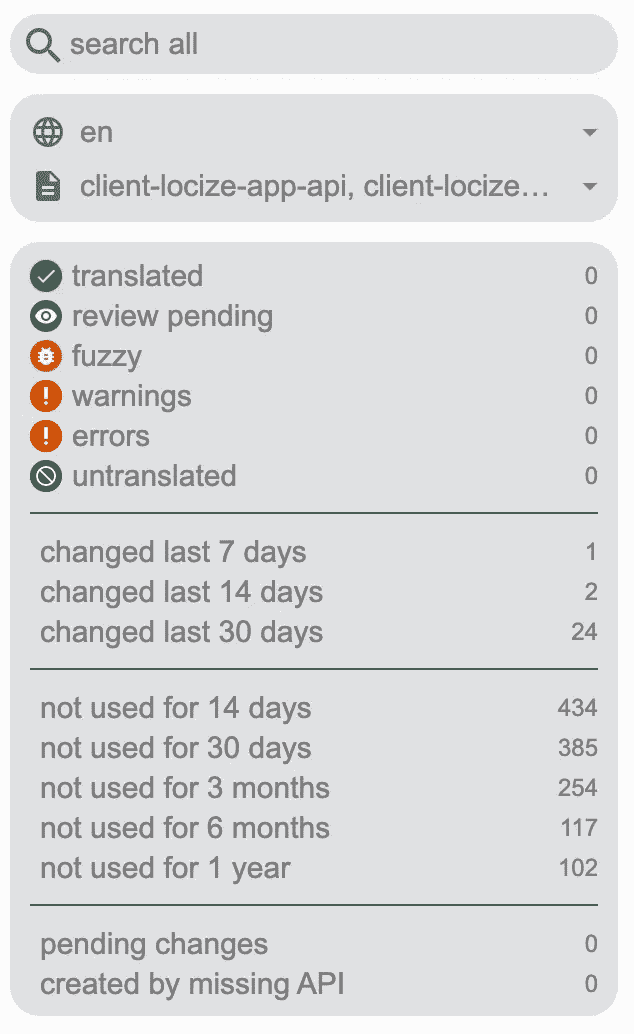 search all
en
client-locize-app-api, client-locize…
translated 0
review pending 0
fuzzy 0
warnings 0
errors 0
untranslated 0
changed last 7 days 1
changed last 14 days 2
changed last 30 days 24
not used for 14 days 434
not used for 30 days 385
not used for 3 months 254
not used for 6 months 117
not used for 1 year 102
pending changes 0
created by missing API 0